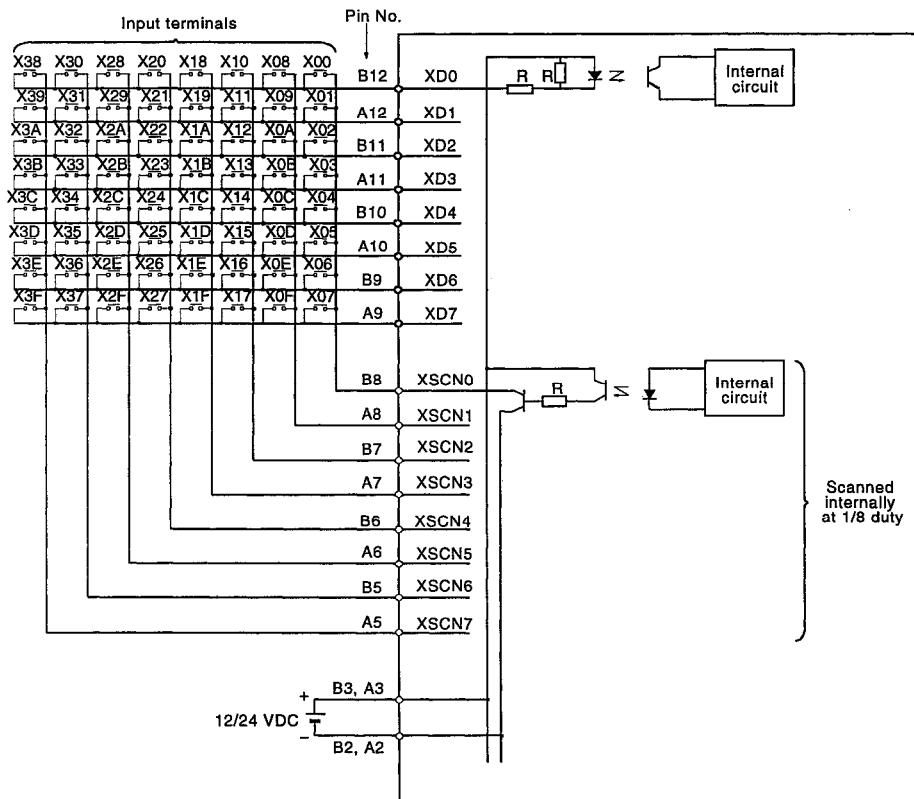 Input terminals
Pin No.
X38 X30 X28 X20 X18 X10 X08 X00
B12 XD0
R R
Internal circuit
X39 X31 X29 X21 X19 X11 X09 X01
A12 XD1
X3A X32 X2A X22 X1A X12 X0A X02
B11 XD2
X3B X33 X2B X23 X1B X13 X0B X03
A11 XD3
X3C X34 X2C X24 X1C X14 X0C X04
B10 XD4
X3D X35 X2D X25 X1D X15 X0D X05
A10 XD5
X3E X36 X2E X26 X1E X16 X0E X06
B9 XD6
X3F X37 X2F X27 X1F X17 X0F X07
A9 XD7
B8 XSCN0
R
Internal circuit
A8 XSCN1
B7 XSCN2
A7 XSCN3
B6 XSCN4
A6 XSCN5
B5 XSCN6
A5 XSCN7
Scanned
internally
at 1/8 duty
B3, A3
+
12/24 VDC
−
B2, A2